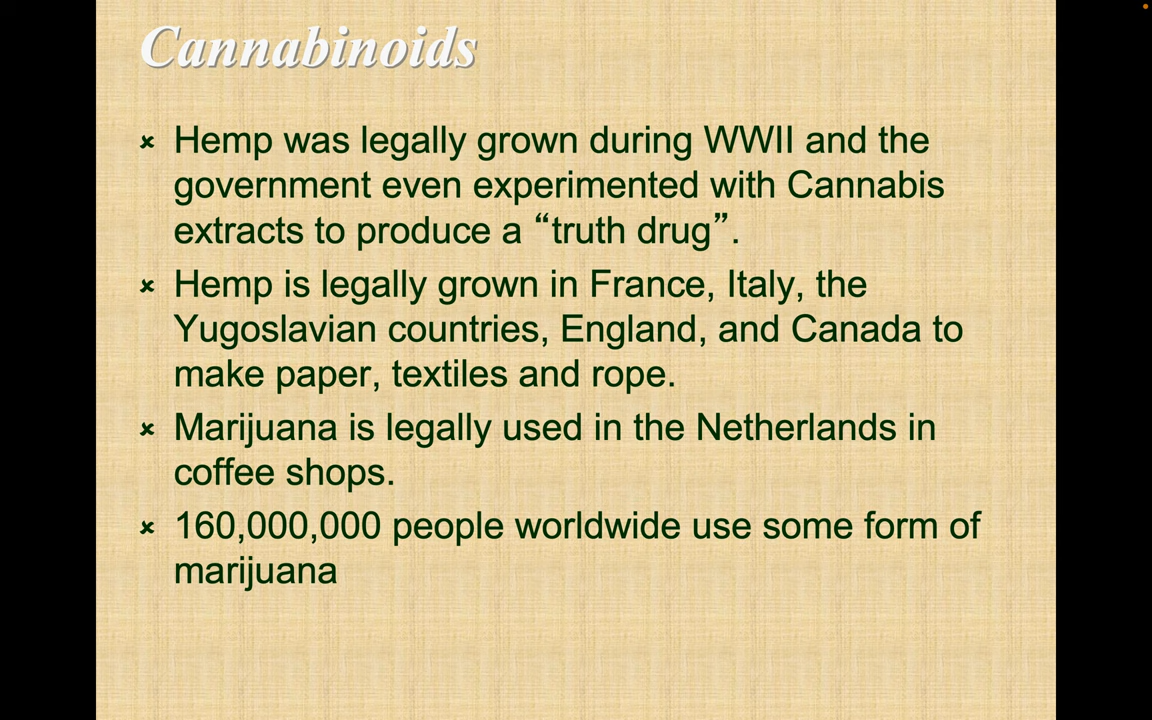 Cannabinoids
Hemp was legally grown during WWII and the
government even experimented with Cannabis
extracts to produce a “truth drug”.
Hemp is legally grown in France, Italy, the
Yugoslavian countries, England, and Canada to
make paper, textiles and rope.
Marijuana is legally used in the Netherlands in
coffee shops.
160,000,000 people worldwide use some form of
marijuana